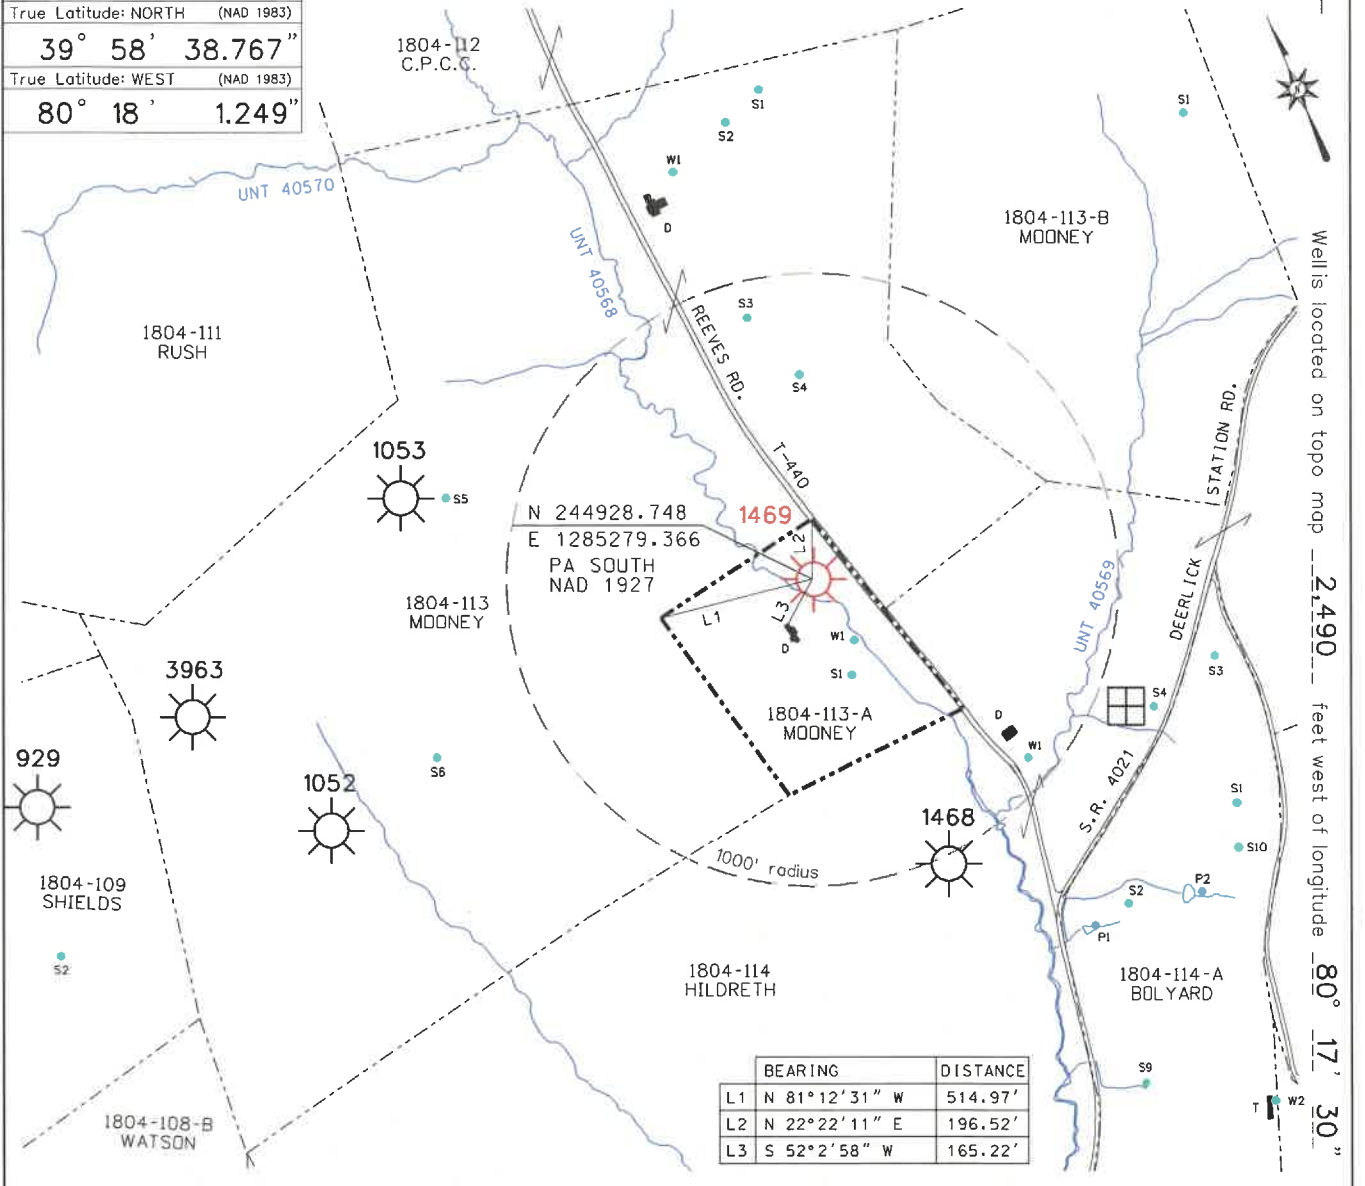 True Latitude: NORTH (NAD 1983)
39° 58' 38.767"
True Latitude: WEST (NAD 1983)
80° 18' 1.249"
1804-112
C.P.C.C.
S1
S2
W1
D
S1
UNT 40570
UNT 40568
1804-113-B
MOONEY
1804-111
RUSH
S3
S4
REEVES RD.
T-440
STATION RD.
DEERLICK
S.R. 4021
1053
S5
N 244928.748
E 1285279.366
PA SOUTH
NAD 1927
1469
L2
L1
L3
D
W1
S1
1804-113
MOONEY
1804-113-A
MOONEY
UNT 40569
S3
S4
D
W1
3963
929
1052
S6
1468
1000' radius
S1
S10
P2
S2
P1
1804-109
SHIELDS
S2
1804-114
HILDRETH
1804-114-A
BOLYARD
S9
T
W2
1804-108-B
WATSON
BEARING DISTANCE
L1 N 81°12'31" W 514.97'
L2 N 22°22'11" E 196.52'
L3 S 52°2'58" W 165.22'
Well is located on topo map 2,490 feet west of longitude 80° 17' 30"
N